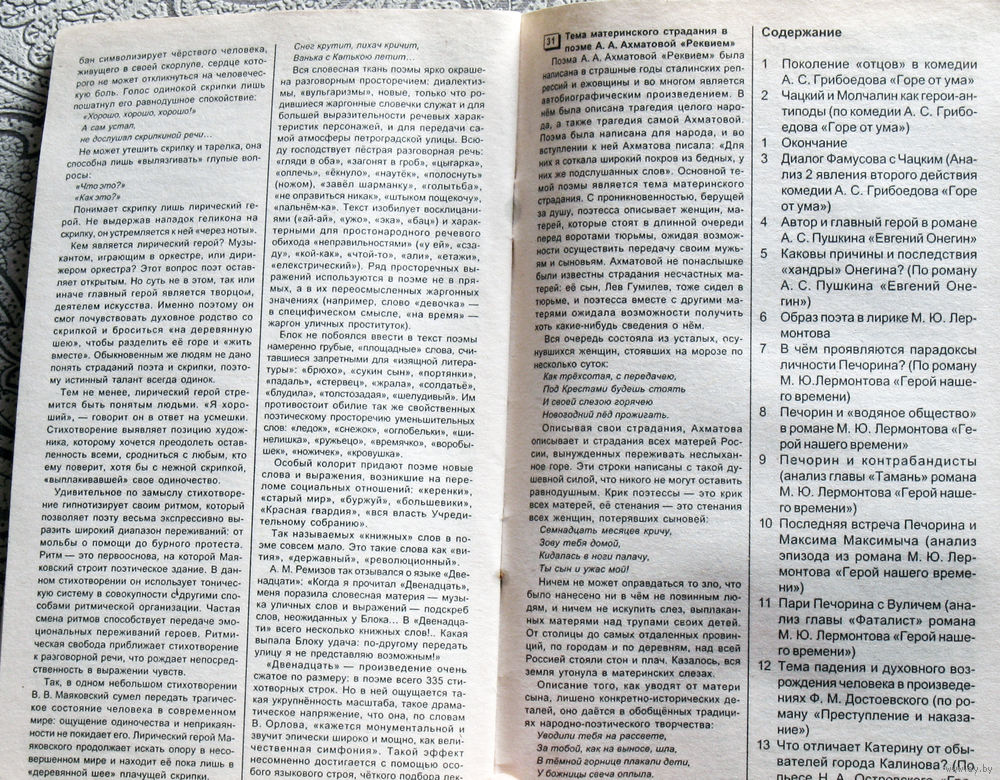 бан символизирует чёрствого человека,
живущего в своей скорлупе, сердце кото-
рого не может откликнуться на человечес-
кую боль. Голос одинокой скрипки лишь
пошатнул его равнодушное спокойствие:
«Хорошо, хорошо, хорошо!»
А сам устал,
не дослушал скрипкиной речи…
Не может утешить скрипку и тарелка, она
способна лишь «вылязгивать» глупые воп-
росы:
«Что это?»
«Как это?»
Понимает скрипку лишь лирический ге-
рой. Не выдержав нападок геликона на
скрипку, он устремляется к ней «через ноты».
Кем является лирический герой? Музы-
кантом, играющим в оркестре, или дири-
жёром оркестра? Этот вопрос поэт остав-
ляет открытым. Но суть не в этом, так или
иначе главный герой является творцом,
деятелем искусства. Именно поэтому он
смог почувствовать духовное родство со
скрипкой и броситься «на деревянную
шею», чтобы разделить её горе и «жить
вместе». Обыкновенным же людям не дано
понять страданий поэта и скрипки, поэто-
му истинный талант всегда одинок.
Тем не менее, лирический герой стре-
мится быть понятым людьми. «Я хоро-
ший», — говорит он в ответ на усмешки.
Стихотворение выявляет позицию худож-
ника, которому хочется преодолеть остав-
ленность всеми, сродниться с любым, кто
ему поверит, хотя бы с нежной скрипкой,
«выплакивавшей» свое одиночество.
Удивительное по замыслу стихотворе-
ние гипнотизирует своим ритмом, который
позволяет поэту весьма экспрессивно вы-
разить широкий диапазон переживаний: от
мольбы о помощи до бурного протеста.
Ритм — это первооснова, на которой Мая-
ковский строит поэтическое здание. В дан-
ном стихотворении он использует тоничес-
кую систему в совокупности с другими спо-
собами ритмической организации. Частая
смена ритмов способствует передаче эмо-
циональных переживаний героев. Ритми-
ческая свобода приближает стихотворение
к разговорной речи, что рождает непосред-
ственность в выражении чувств.
Так, в одном небольшом стихотворении
В. В. Маяковский сумел передать трагичес-
кое состояние человека в современном
мире: ощущение одиночества и неприкаян-
ности не покидает его. Лирический герой Ма-
яковского продолжает искать опору в несо-
вершенном мире и находит её пока лишь в
«деревянной шее» плачущей скрипки.
Снег крутит, лихач кричит,
Ванька с Катькою летит…
Вся словесная ткань поэмы ярко окраше-
на разговорным просторечием: диалектиз-
мы, «вульгаризмы», новые, только что ро-
дившиеся жаргонные словечки служат и для
большей выразительности речевых харак-
теристик персонажей, и для передачи са-
мой атмосферы петроградской улицы. Всю-
ду господствует пёстрая разговорная речь:
«гляди в оба», «загонят в гроб», «цыгарка»,
«оплечь», «ёкнуло», «наутёк», «полоснуть»
(ножом), «завёл шарманку», «голытьба»,
«не оправиться никак», «штыком пощекочу»,
«пальнём-ка». Текст изобилует восклицани-
ями («ай-ай», «ужо», «эка», «бац») и харак-
терными для простонародного речевого
обихода «неправильностями» («у ей», «сза-
ду», «кой-как», «чтой-то», «али», «етажи»,
«елекстрический»). Ряд просторечных вы-
ражений используются в поэме не в пря-
мых, а в их переосмысленных жаргонных
значениях (например, слово «девочка» —
в специфическом смысле, «на время» —
жаргон уличных проституток).
Блок не побоялся ввести в текст поэмы
намеренно грубые, «площадные» слова, счи-
тавшиеся запретными для «изящной литера-
туры»: «брюхо», «сукин сын», «портянки»,
«падаль», «стервец», «жрала», «солдатьё»,
«блудила», «толстозадая», «шелудивый». Им
противостоит обилие так же свойственных
поэтическому просторечию уменьшительных
слов: «ледок», «снежок», «оглобельки», «ши-
нелишка», «ружьецо», «времячко», «воробы-
шек», «ножичек», «кровушка».
Особый колорит придают поэме новые
слова и выражения, возникшие на пере-
ломе социальных отношений: «керенки»,
«старый мир», «буржуй», «большевики»,
«Красная гвардия», «вся власть Учреди-
тельному собранию».
Так называемых «книжных» слов в по-
эме совсем мало. Это такие слова как «ви-
тия», «державный», «революционный».
А. М. Ремизов так отзывался о языке «Две-
надцати»: «Когда я прочитал «Двенадцать»,
меня поразила словесная материя — музы-
ка уличных слов и выражений — подскреб
слов, неожиданных у Блока… В «Двенадца-
ти» всего несколько книжных слов!.. Какая
выпала Блоку удача: по-другому передать
улицу я не представляю возможным!»
«Двенадцать» — произведение очень
сжатое по размеру: в поэме всего 335 сти-
хотворных строк. Но в ней ощущается та-
кая укрупнённость масштаба, такое драма-
тическое напряжение, что она, по словам
В. Орлова, «кажется монументальной и
звучит эпически широко и мощно, как вели-
чественная симфония». Такой эффект
несомненно достигается с помощью осо-
бого языкового строя, чёткого подбора лек-
31
Тема материнского страдания в
поэме А. А. Ахматовой «Реквием»
Поэма А. А. Ахматовой «Реквием» была
написана в страшные годы сталинских реп-
рессий и ежовщины и во многом является
автобиографическим произведением. В
нём была описана трагедия целого наро-
да, а также трагедия самой Ахматовой.
Поэма была написана для народа, и во
вступлении к ней Ахматова писала: «Для
них я соткала широкий покров из бедных, у
них же подслушанных слов». Основной те-
мой поэмы является тема материнского
страдания. С проникновенностью, берущей
за душу, поэтесса описывает женщин, ма-
терей, которые стоят в длинной очереди
перед воротами тюрьмы, ожидая возмож-
ности осуществить передачу своим мужь-
ям и сыновьям. Ахматовой не понаслышке
были известны страдания несчастных ма-
терей: её сын, Лев Гумилев, тоже сидел в
тюрьме, и поэтесса вместе с другими ма-
терями ожидала возможности получить
хоть какие-нибудь сведения о нём.
Вся очередь состояла из усталых, осу-
нувшихся женщин, стоявших на морозе по
несколько суток:
Как трёхсотая, с передачею,
Под Крестами будешь стоять
И своей слезою горячею
Новогодний лёд прожигать.
Описывая свои страдания, Ахматова
описывает и страдания всех матерей Рос-
сии, вынужденных переживать неслыхан-
ное горе. Эти строки написаны с такой ду-
шевной силой, что никого не могут оставить
равнодушным. Крик поэтессы — это крик
всех матерей, её стенания — это стенания
всех женщин, потерявших сыновей:
Семнадцать месяцев кричу,
Зову тебя домой,
Кидалась в ноги палачу,
Ты сын и ужас мой!
Ничем не может оправдаться то зло, что
было нанесено ни в чём не повинным лю-
дям, и ничем не искупить слез, выплакан-
ных матерями над трупами своих детей.
От столицы до самых отдаленных провин-
ций, по городам и по деревням, над всей
Россией стояли стон и плач. Казалось, вся
земля утонула в материнских слезах.
Описание того, как уводят от матери
сына, лишено конкретно-исторических де-
талей, оно даётся в обобщённых традици-
ях народно-поэтического творчества:
Уводили тебя на рассвете,
За тобой, как на выносе, шла,
В тёмной горнице плакали дети,
У божницы свеча оплыла.
Содержание
1 Поколение «отцов» в комедии
А. С. Грибоедова «Горе от ума»
2 Чацкий и Молчалин как герои-ан-
типоды (по комедии А. С. Грибо-
едова «Горе от ума»)
1 Окончание
3 Диалог Фамусова с Чацким (Ана-
лиз 2 явления второго действия
комедии А. С. Грибоедова «Горе
от ума»)
4 Автор и главный герой в романе
А. С. Пушкина «Евгений Онегин»
5 Каковы причины и последствия
«хандры» Онегина? (По роману
А. С. Пушкина «Евгений Оне-
гин»)
6 Образ поэта в лирике М. Ю. Лер-
монтова
7 В чём проявляются парадоксы
личности Печорина? (По роману
М. Ю.Лермонтова «Герой наше-
го времени)
8 Печорин и «водяное общество»
в романе М. Ю. Лермонтова «Ге-
рой нашего времени»
9 Печорин и контрабандисты
(анализ главы «Тамань» романа
М. Ю. Лермонтова «Герой наше-
го времени»)
10 Последняя встреча Печорина и
Максима Максимыча (анализ
эпизода из романа М. Ю. Лер-
монтова «Герой нашего време-
ни»)
11 Пари Печорина с Вуличем (ана-
лиз главы «Фаталист» романа
М. Ю. Лермонтова «Герой наше-
го времени»)
12 Тема падения и духовного воз-
рождения человека в произведе-
ниях Ф. М. Достоевского (по ро-
ману «Преступление и наказа-
ние»)
13 Что отличает Катерину от обы-
вателей города Калинова? (По
пьесе Н. А. Островского